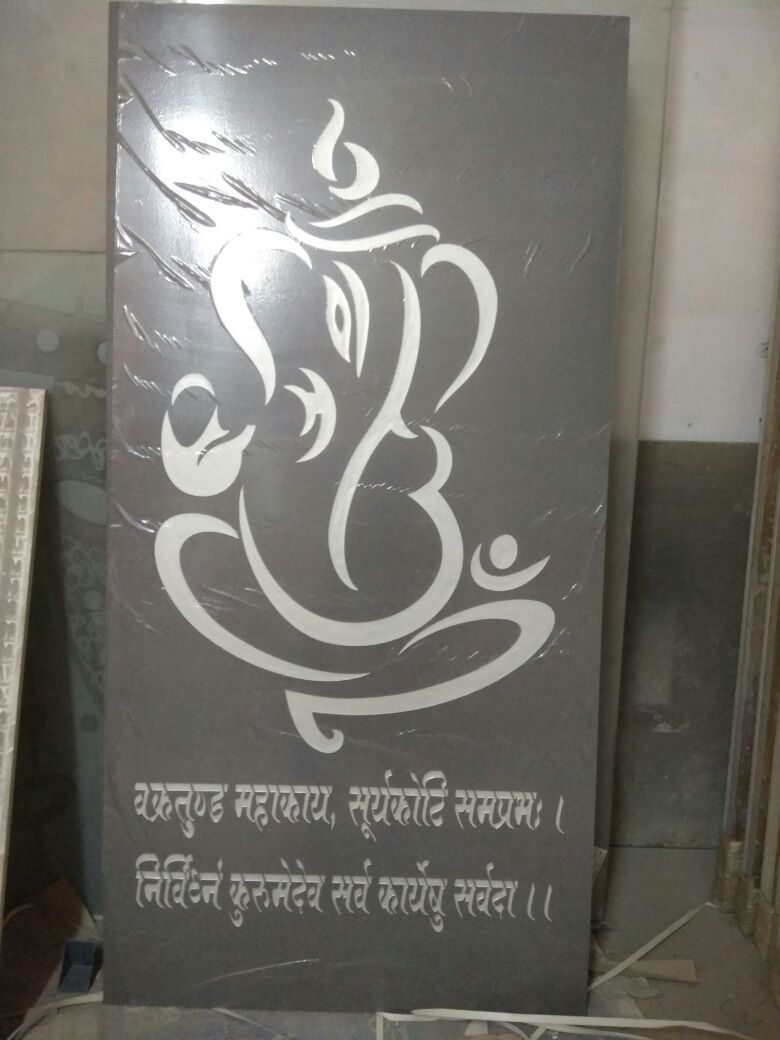 वक्रतुण्ड महाकाय, सूर्यकोटि समप्रभः ।
निर्विघ्नं कुरुमेदेव सर्व कार्येषु सर्वदा ।।